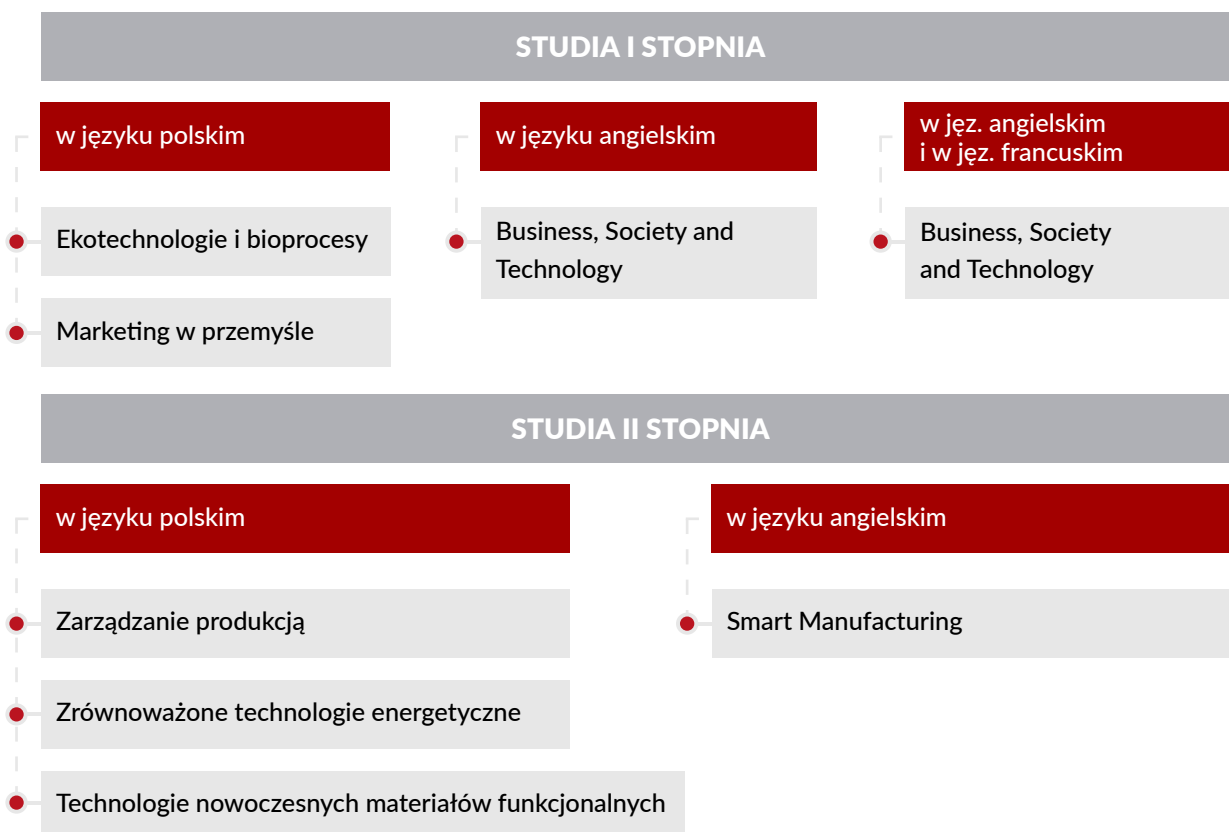 STUDIA I STOPNIA
w języku polskim
Ekotechnologie i bioprocesy
Marketing w przemyśle
w języku angielskim
Business, Society and
Technology
w jęz. angielskim
i w jęz. francuskim
Business, Society
and Technology
STUDIA II STOPNIA
w języku polskim
Zarządzanie produkcją
Zrównoważone technologie energetyczne
Technologie nowoczesnych materiałów funkcjonalnych
w języku angielskim
Smart Manufacturing